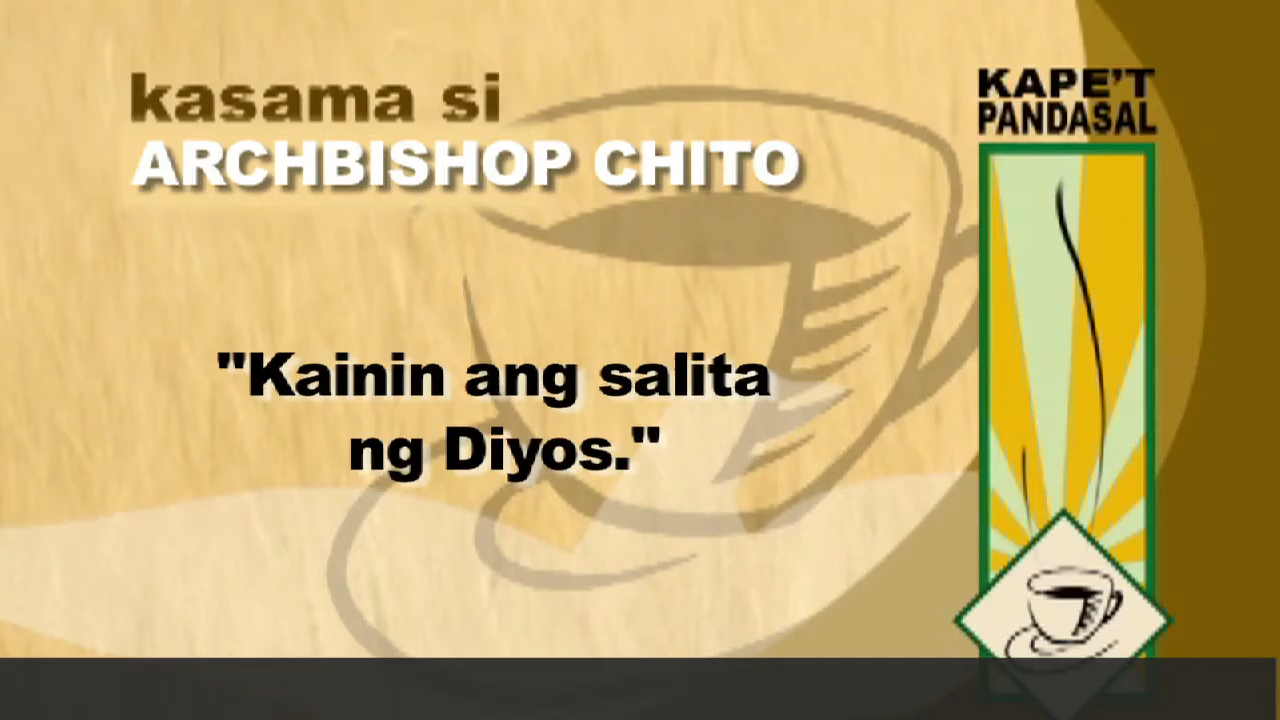 kasama si
ARCHBISHOP CHITO
KAPE'T
PANDASAL
"Kainin ang salita
ng Diyos."